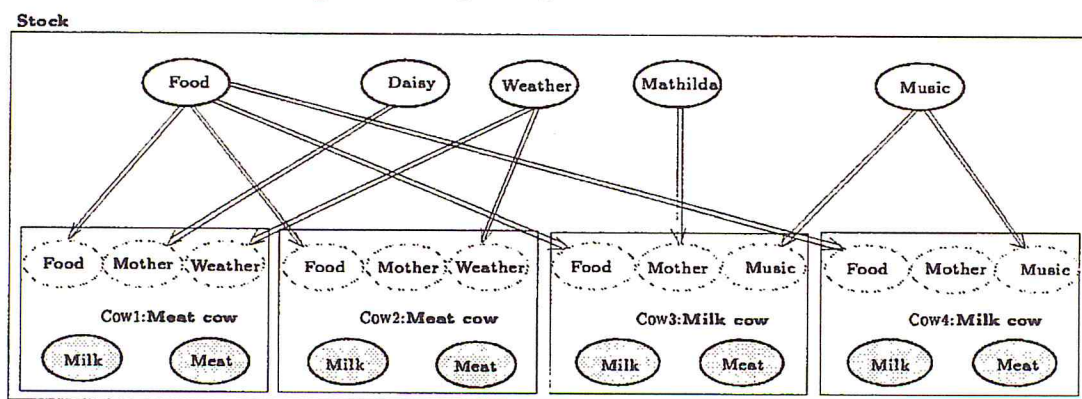 Stock
Food Daisy Weather Mathilda Music
Food Mother Weather Food Mother Weather Food Mother Music Food Mother Music
Cow1:Meat cow Cow2:Meat cow Cow3:Milk cow Cow4:Milk cow
Milk Meat Milk Meat Milk Meat Milk Meat